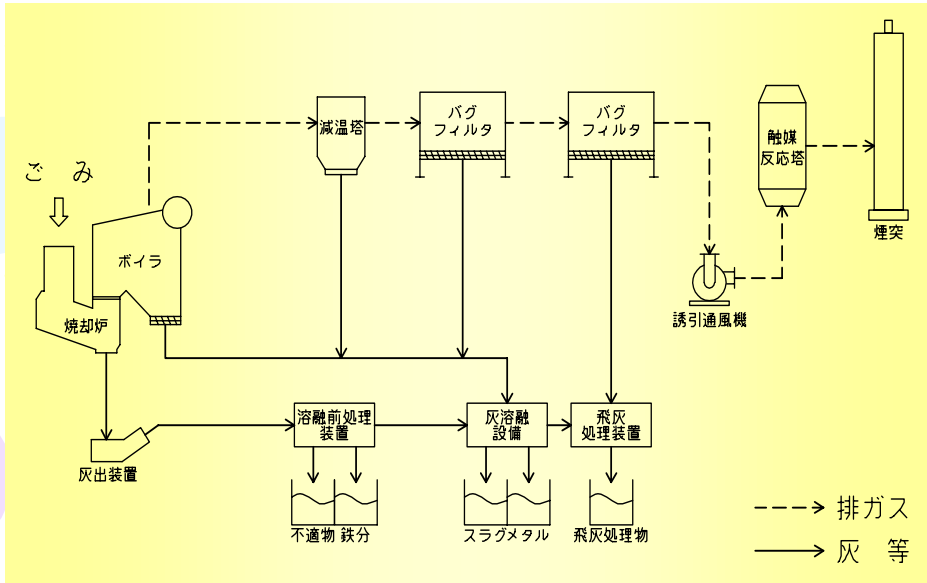 ごみ
ボイラ
焼却炉
灰出装置
減温塔
バグ
フィルタ
バグ
フィルタ
誘引通風機
触媒
反応塔
煙突
溶融前処理
装置
灰溶融
設備
飛灰
処理装置
不適物
鉄分
スラグ
メタル
飛灰処理物
排ガス
灰 等